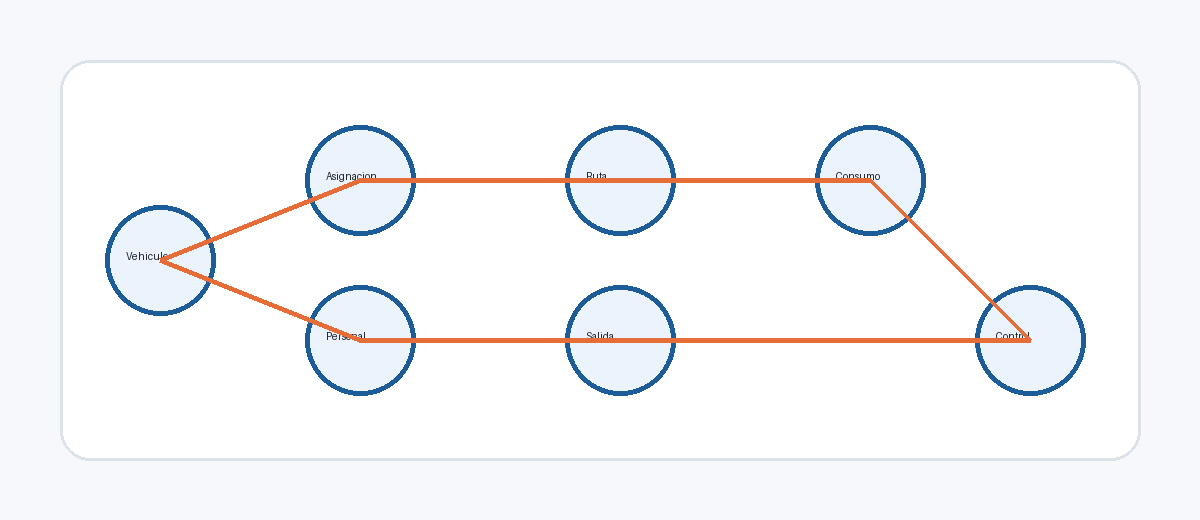 Asignacion
Ruta
Consumo
Vehiculo
Personal
Salida
Control